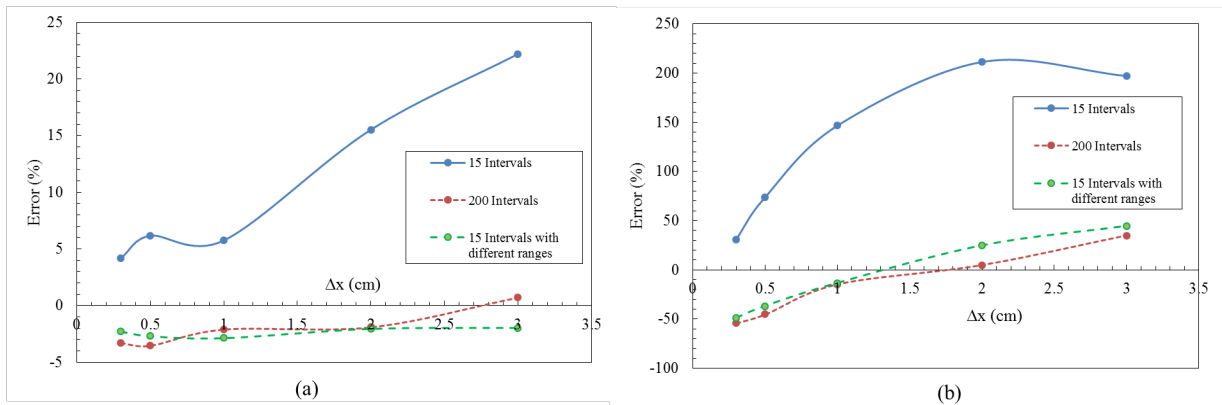 25
20
15
10
5
0
-5
Error (%)
0
0.5
1
1.5
2
2.5
3
3.5
Δx (cm)
15 Intervals
200 Intervals
15 Intervals with
different ranges
(a)
250
200
150
100
50
0
-50
-100
Error (%)
0
0.5
1
1.5
2
2.5
3
3.5
Δx (cm)
15 Intervals
200 Intervals
15 Intervals with
different ranges
(b)